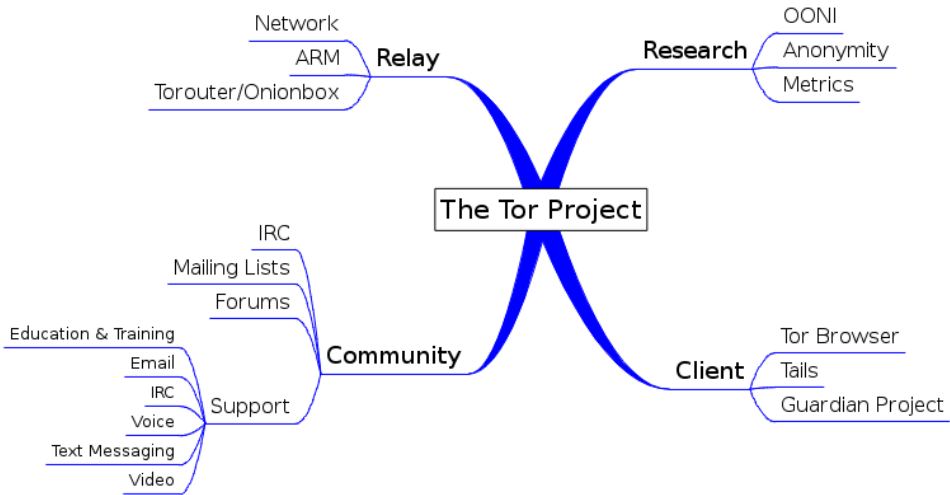 Network
ARM
Torouter/Onionbox
Relay
Research
OONI
Anonymity
Metrics
The Tor Project
IRC
Mailing Lists
Forums
Community
Support
Education & Training
Email
IRC
Voice
Text Messaging
Video
Client
Tor Browser
Tails
Guardian Project